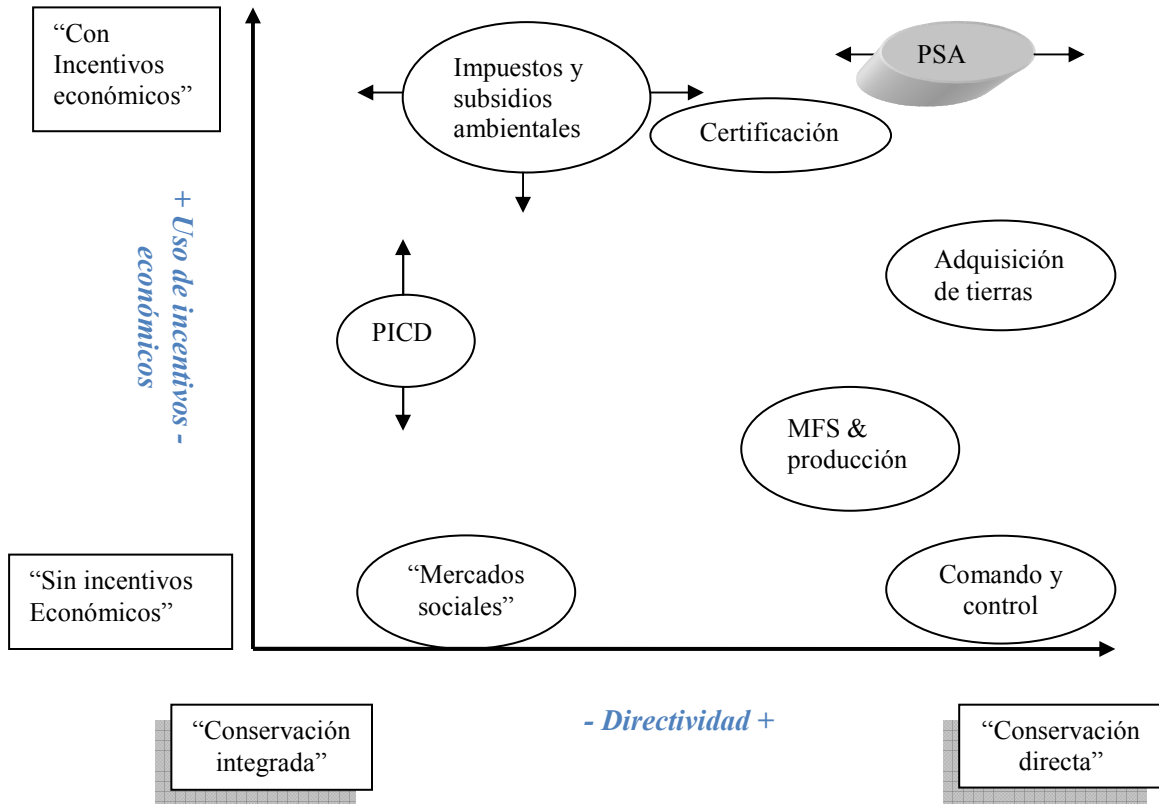 “Con
Incentivos
económicos”
Impuestos y
subsidios
ambientales
PSA
Certificación
+ Uso de incentivos -
económicos
Adquisición
de tierras
PICD
MFS &
producción
“Sin incentivos
Económicos”
“Mercados
sociales”
Comando y
control
- Directividad +
“Conservación
integrada”
“Conservación
directa”